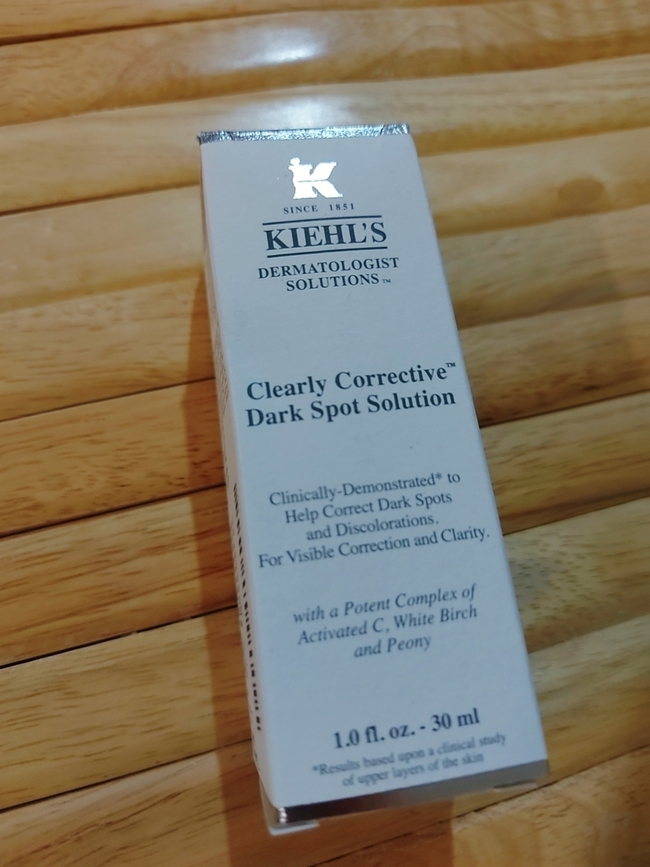 K
SINCE 1851
KIEHL'S
DERMATOLOGIST
SOLUTIONS™
Clearly Corrective™
Dark Spot Solution
Clinically-Demonstrated* to
Help Correct Dark Spots
and Discolorations.
For Visible Correction and Clarity.
with a Potent Complex of
Activated C, White Birch
and Peony
1.0 fl. oz. - 30 ml
*Results based upon a clinical study
of upper layers of the skin